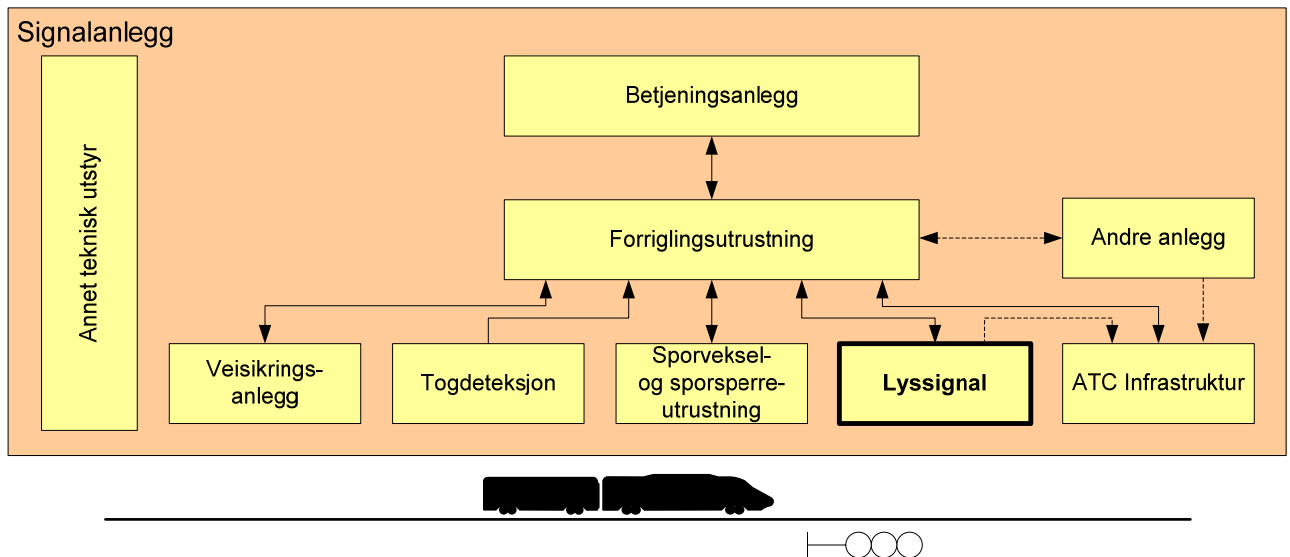 Signalanlegg
Annet teknisk utstyr
Betjeningsanlegg
Forriglingsutrustning
Andre anlegg
Veisikrings-
anlegg
Togdeteksjon
Sporveksel-
og sporsperre-
utrustning
Lyssignal
ATC Infrastruktur